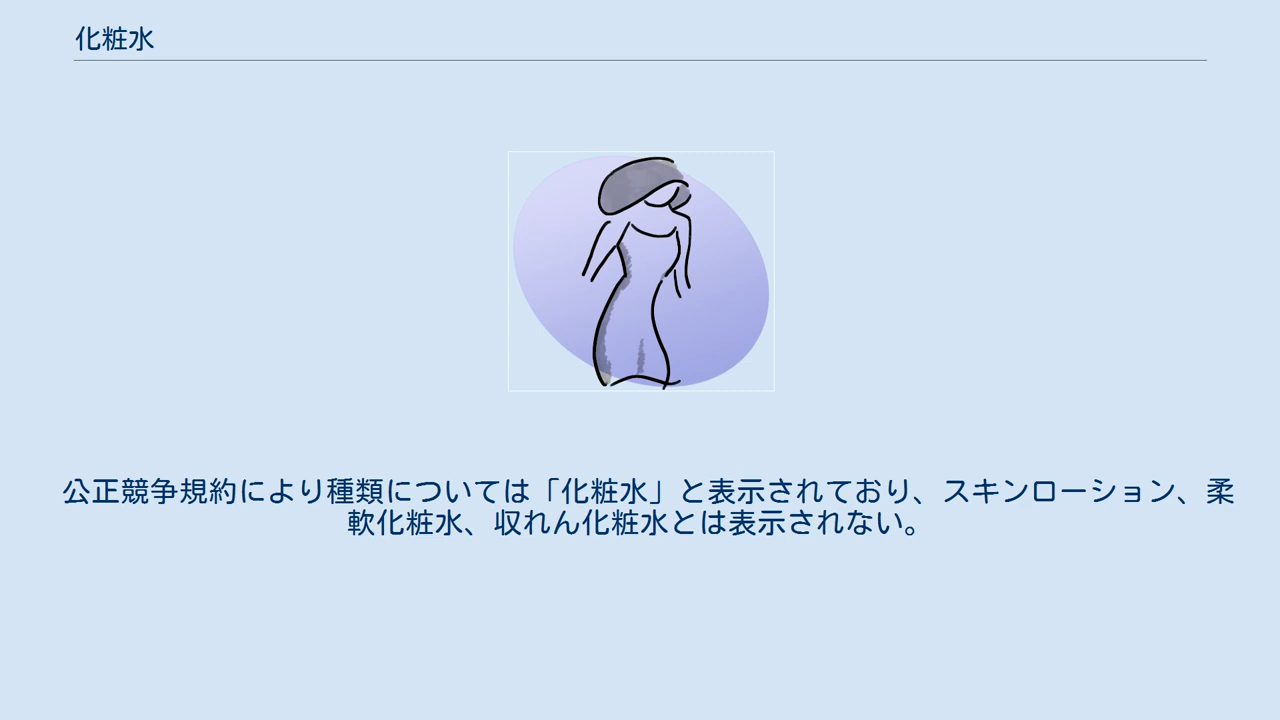 化粧水
公正競争規約により種類については「化粧水」と表示されており、スキンローション、柔
軟化粧水、収れん化粧水とは表示されない。